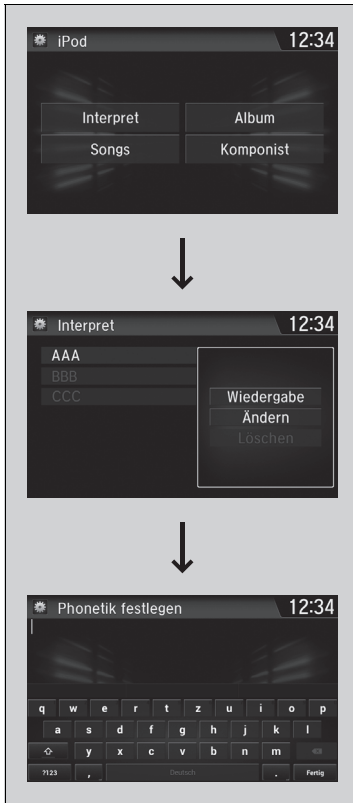 iPod 12:34
Interpret Album
Songs Komponist
Interpret 12:34
AAA
BBB
CCC
Wiedergabe
Ändern
Löschen
Phonetik festlegen 12:34
q w e r t z u i o p
a s d f g h j k l
y x c v b n m
?123 , Deutsch . Fertig